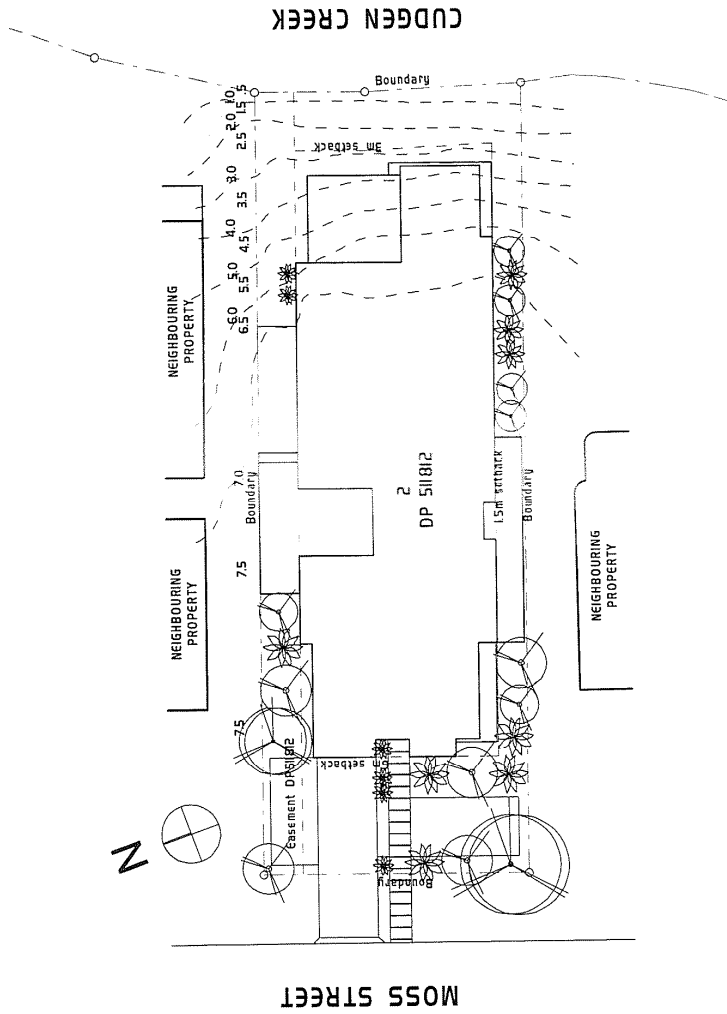 CUDGEN CREEK
Boundary
0.5
1.0
1.5
2.0
2.5
3m setback
3.0
3.5
4.0
4.5
5.0
5.5
6.0
6.5
NEIGHBOURING
PROPERTY
7.0
Boundary
2
DP 511812
1.5m setback
Boundary
7.5
NEIGHBOURING
PROPERTY
NEIGHBOURING
PROPERTY
7.5
Easement DP511812
setback
N
Boundary
MOSS STREET